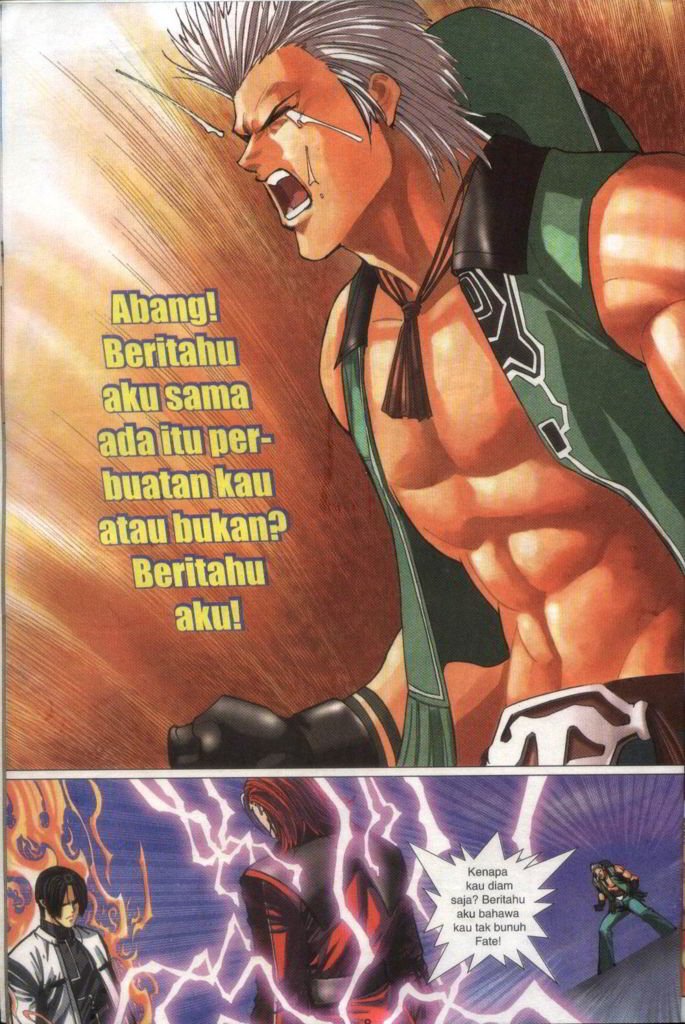 Abang!
Beritahu
aku sama
ada itu per-
buatan kau
atau bukan?
Beritahu
aku!
Kenapa
kau diam
saja? Beritahu
aku bahawa
kau tak bunuh
Fate!